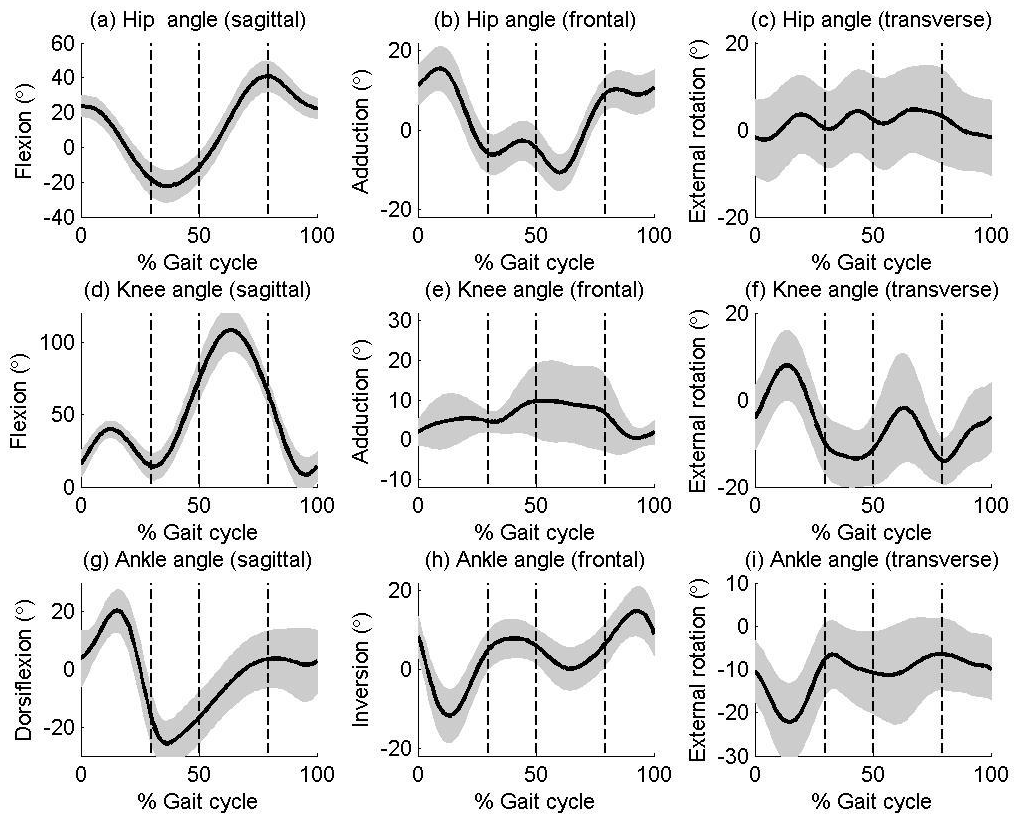 (a) Hip angle (sagittal)
(b) Hip angle (frontal)
(c) Hip angle (transverse)
Flexion (°)
60
40
20
0
-20
-40
0
50
100
% Gait cycle
Adduction (°)
20
0
-20
0
50
100
% Gait cycle
External rotation (°)
20
0
-20
0
50
100
% Gait cycle
(d) Knee angle (sagittal)
(e) Knee angle (frontal)
(f) Knee angle (transverse)
Flexion (°)
100
50
0
0
50
100
% Gait cycle
Adduction (°)
30
20
10
0
-10
0
50
100
% Gait cycle
External rotation (°)
20
0
-20
0
50
100
% Gait cycle
(g) Ankle angle (sagittal)
(h) Ankle angle (frontal)
(i) Ankle angle (transverse)
Dorsiflexion (°)
20
0
-20
0
50
100
% Gait cycle
Inversion (°)
20
0
-20
0
50
100
% Gait cycle
External rotation (°)
10
0
-10
-20
-30
0
50
100
% Gait cycle